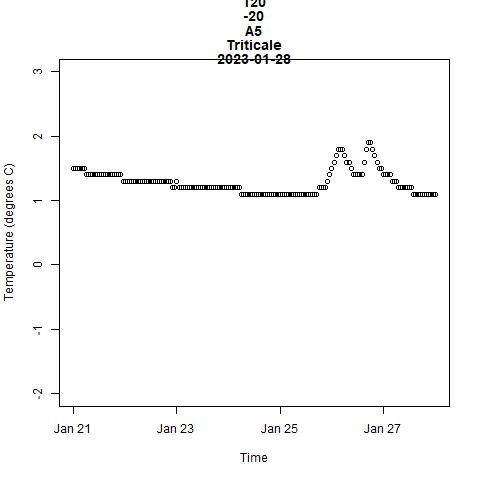 120
-20
A5
Triticale
2023-01-28
3
2
1
0
-1
-2
Temperature (degrees C)
Jan 21 Jan 23 Jan 25 Jan 27
Time